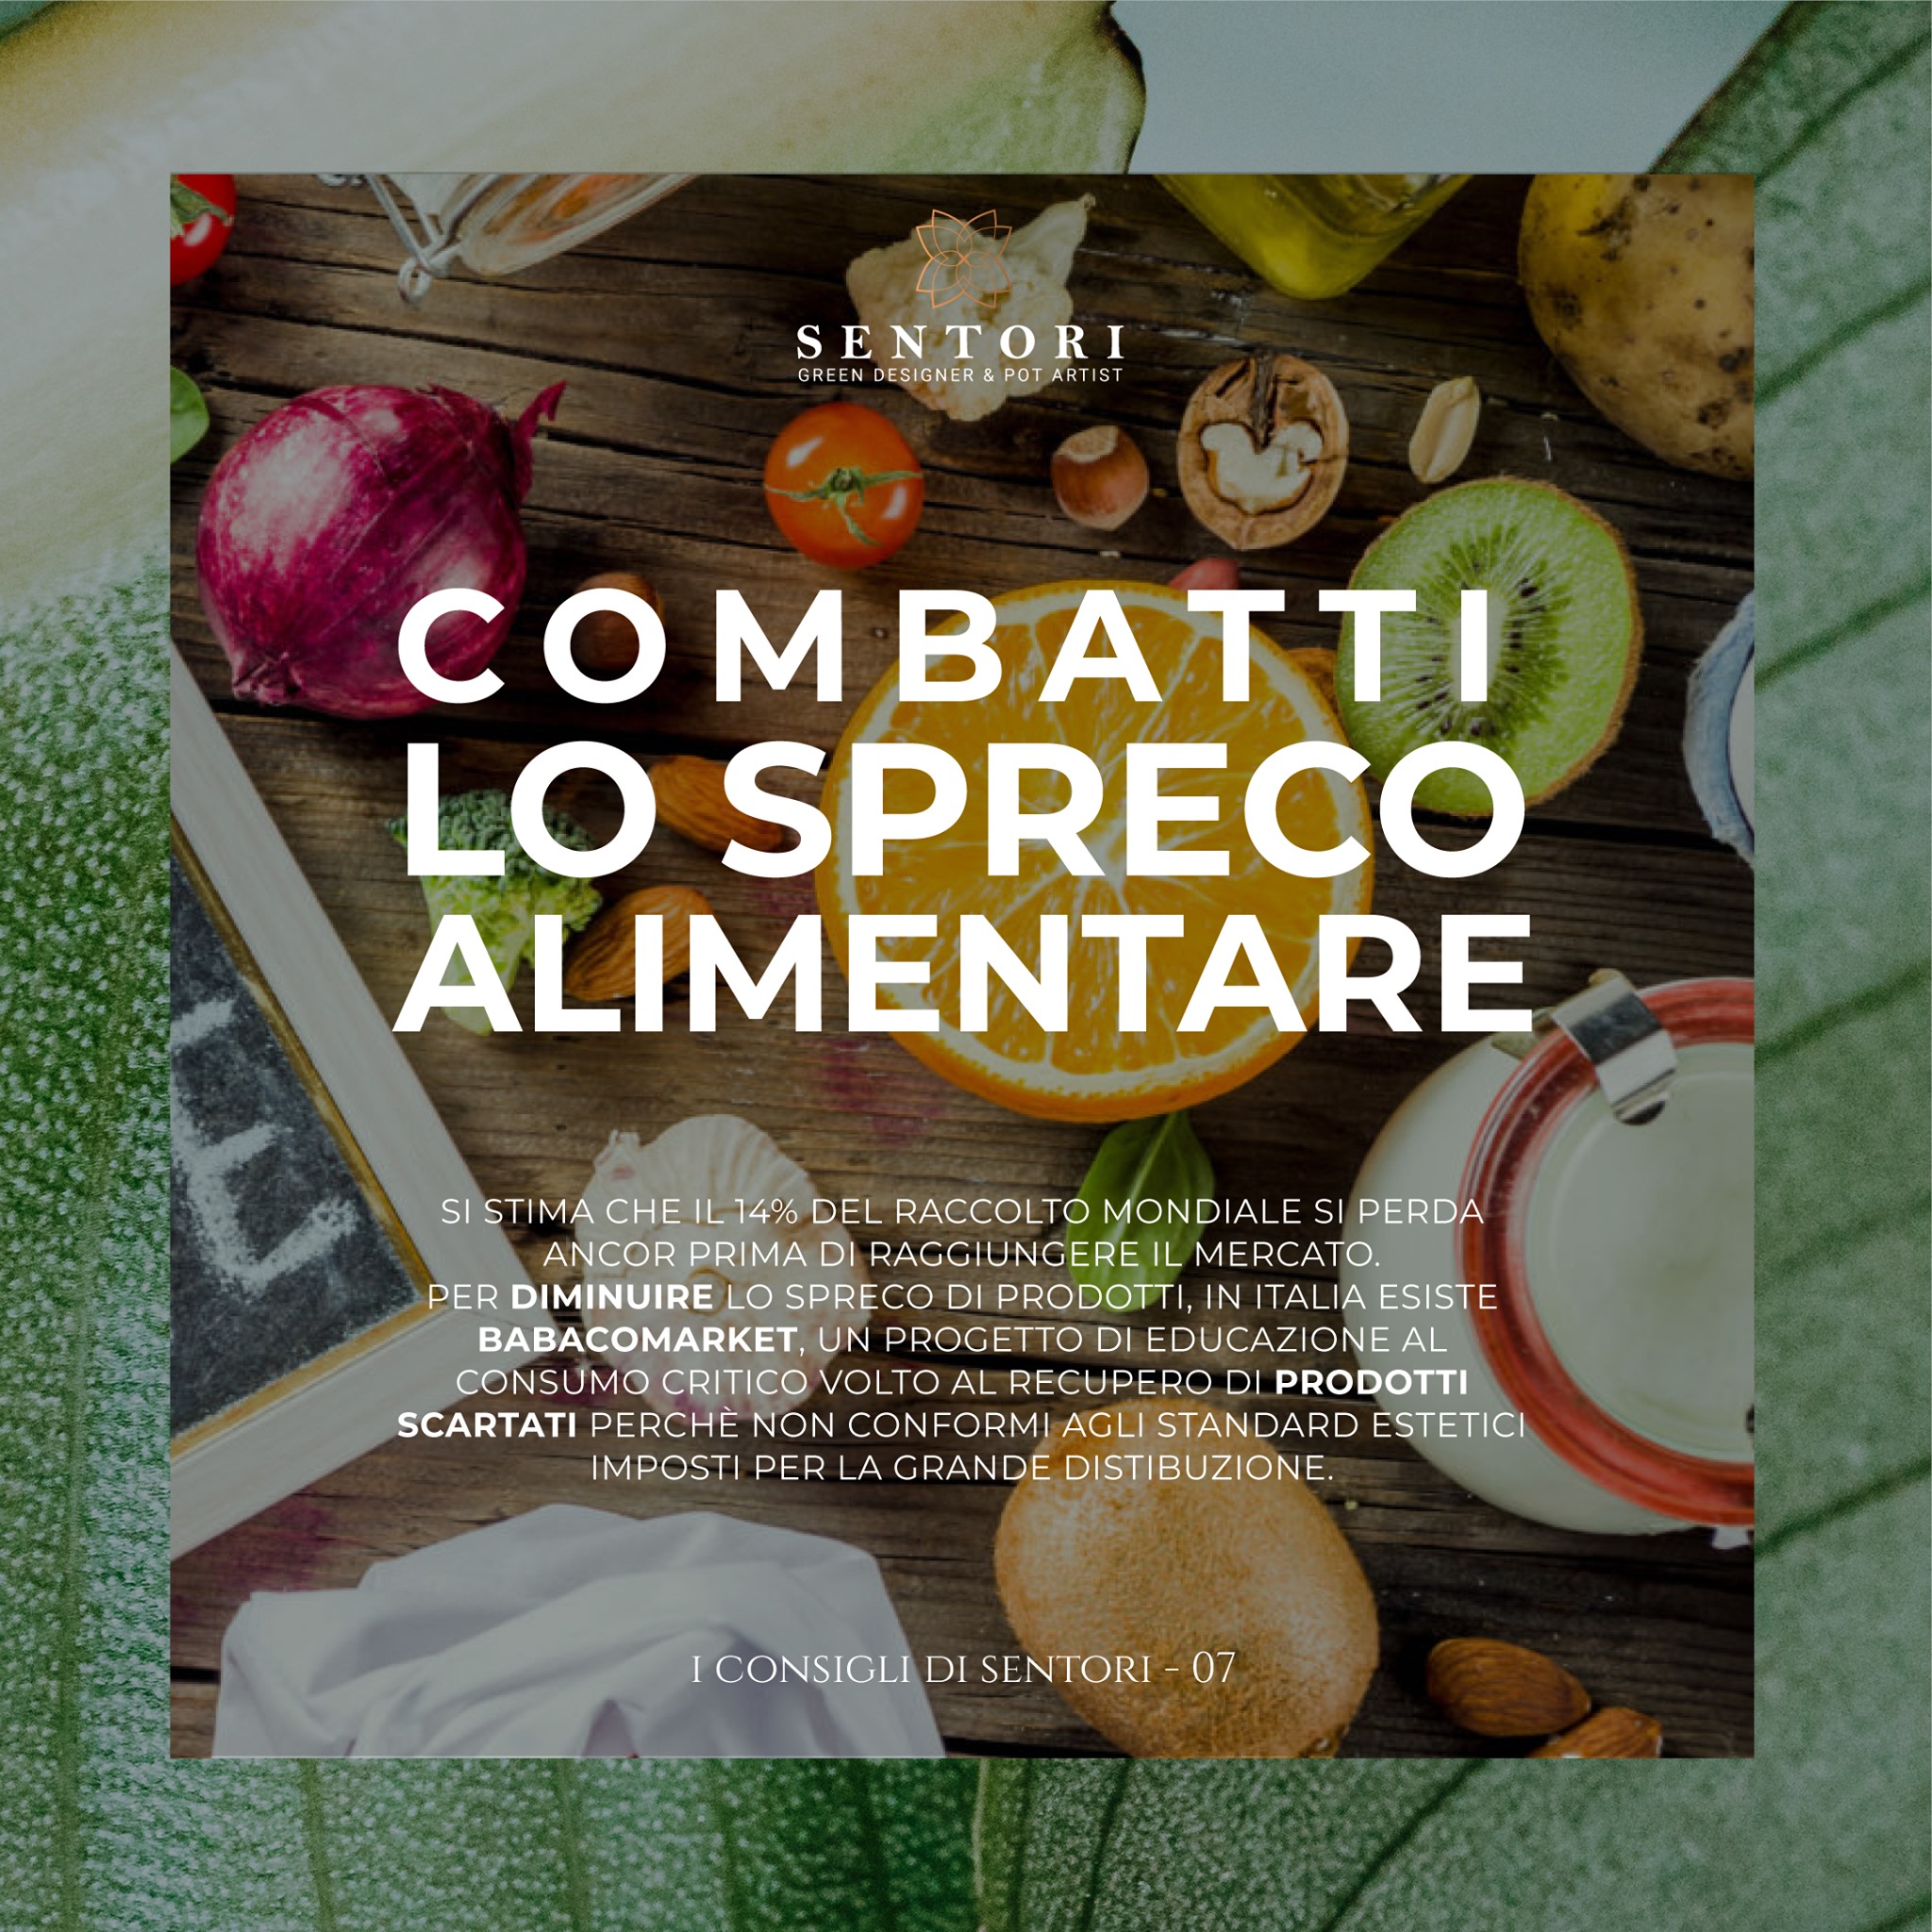 SENTORI
GREEN DESIGNER & POT ARTIST
COMBATTI
LO SPRECO
ALIMENTARE
SI STIMA CHE IL 14% DEL RACCOLTO MONDIALE SI PERDA
ANCOR PRIMA DI RAGGIUNGERE IL MERCATO.
PER DIMINUIRE LO SPRECO DI PRODOTTI, IN ITALIA ESISTE
BABACOMARKET, UN PROGETTO DI EDUCAZIONE AL
CONSUMO CRITICO VOLTO AL RECUPERO DI PRODOTTI
SCARTATI PERCHÈ NON CONFORMI AGLI STANDARD ESTETICI
IMPOSTI PER LA GRANDE DISTIBUZIONE.
I CONSIGLI DI SENTORI - 07